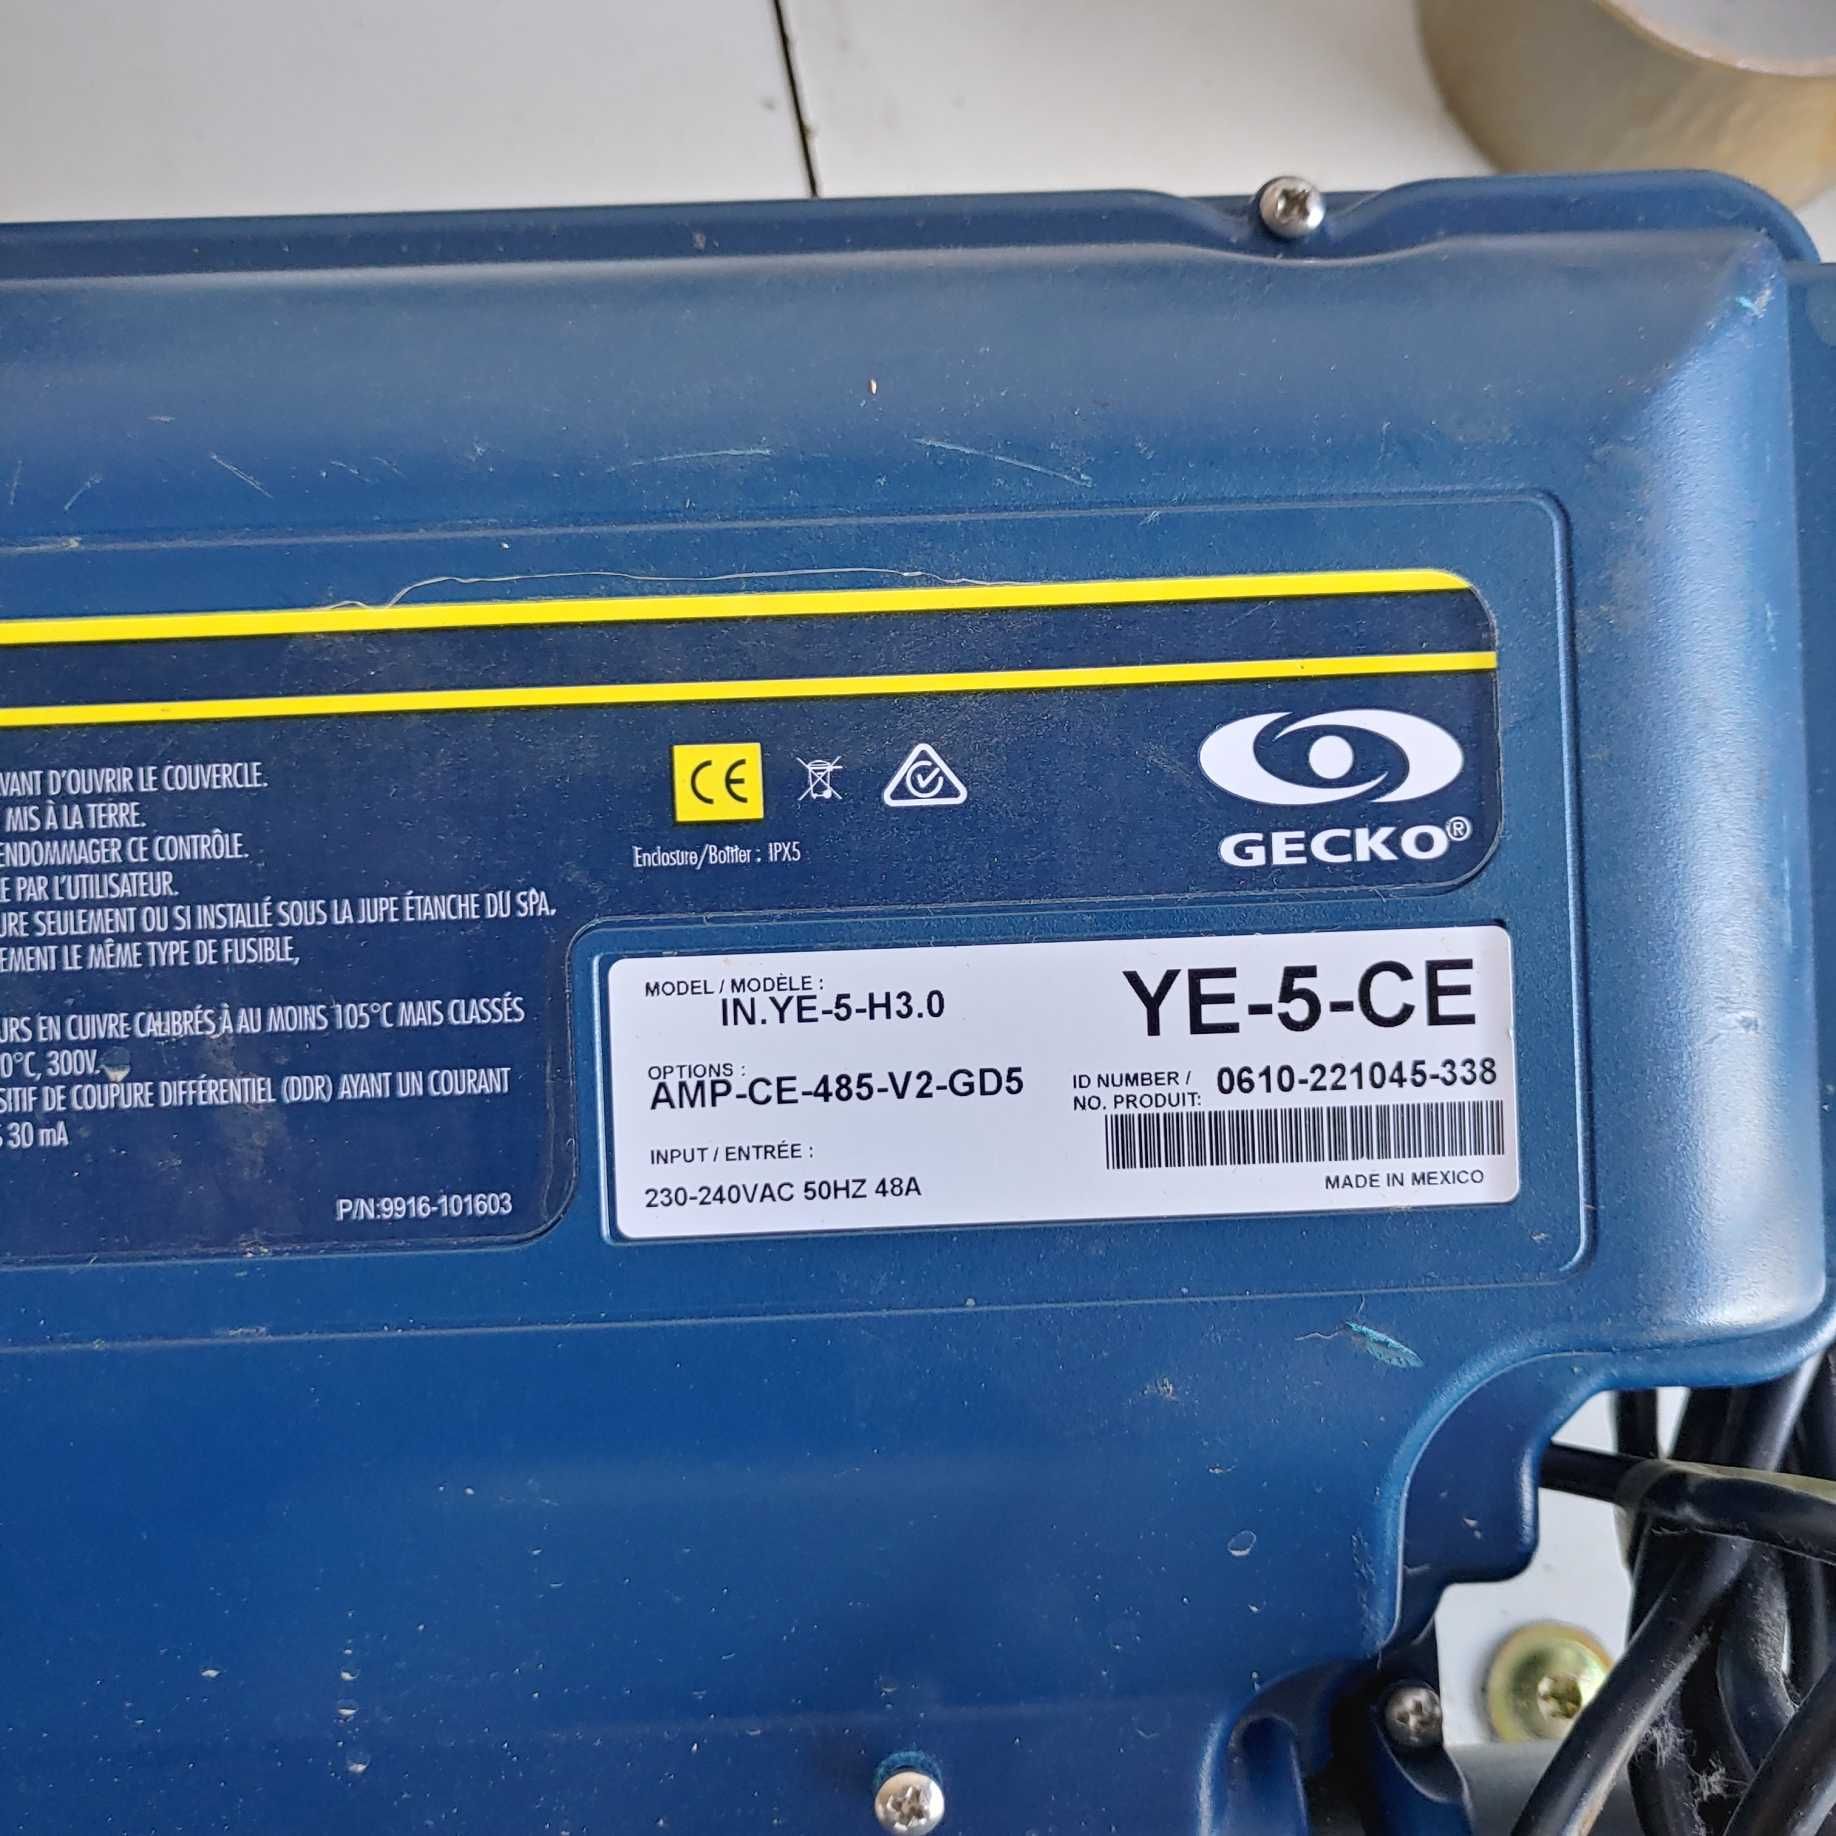 VANT D'OUVRIR LE COUVERCLE.
MIS À LA TERRE.
ENDOMMAGER CE CONTRÔLE.
E PAR L'UTILISATEUR.
URE SEULEMENT OU SI INSTALLÉ SOUS LA JUPE ÉTANCHE DU SPA.
EMENT LE MÊME TYPE DE FUSIBLE,
URS EN CUIVRE CALIBRÉS À AU MOINS 105°C MAIS CLASSÉS
0°C, 300V.
SITIF DE COUPURE DIFFÉRENTIEL (DDR) AYANT UN COURANT
S 30 mA
P/N:9916-101603
CE
Enclosure/Boîtier : IPX5
GECKO®
MODEL / MODÈLE :
IN.YE-5-H3.0
YE-5-CE
OPTIONS :
AMP-CE-485-V2-GD5
ID NUMBER /
NO. PRODUIT:
0610-221045-338
INPUT / ENTRÉE :
230-240VAC 50HZ 48A
MADE IN MEXICO